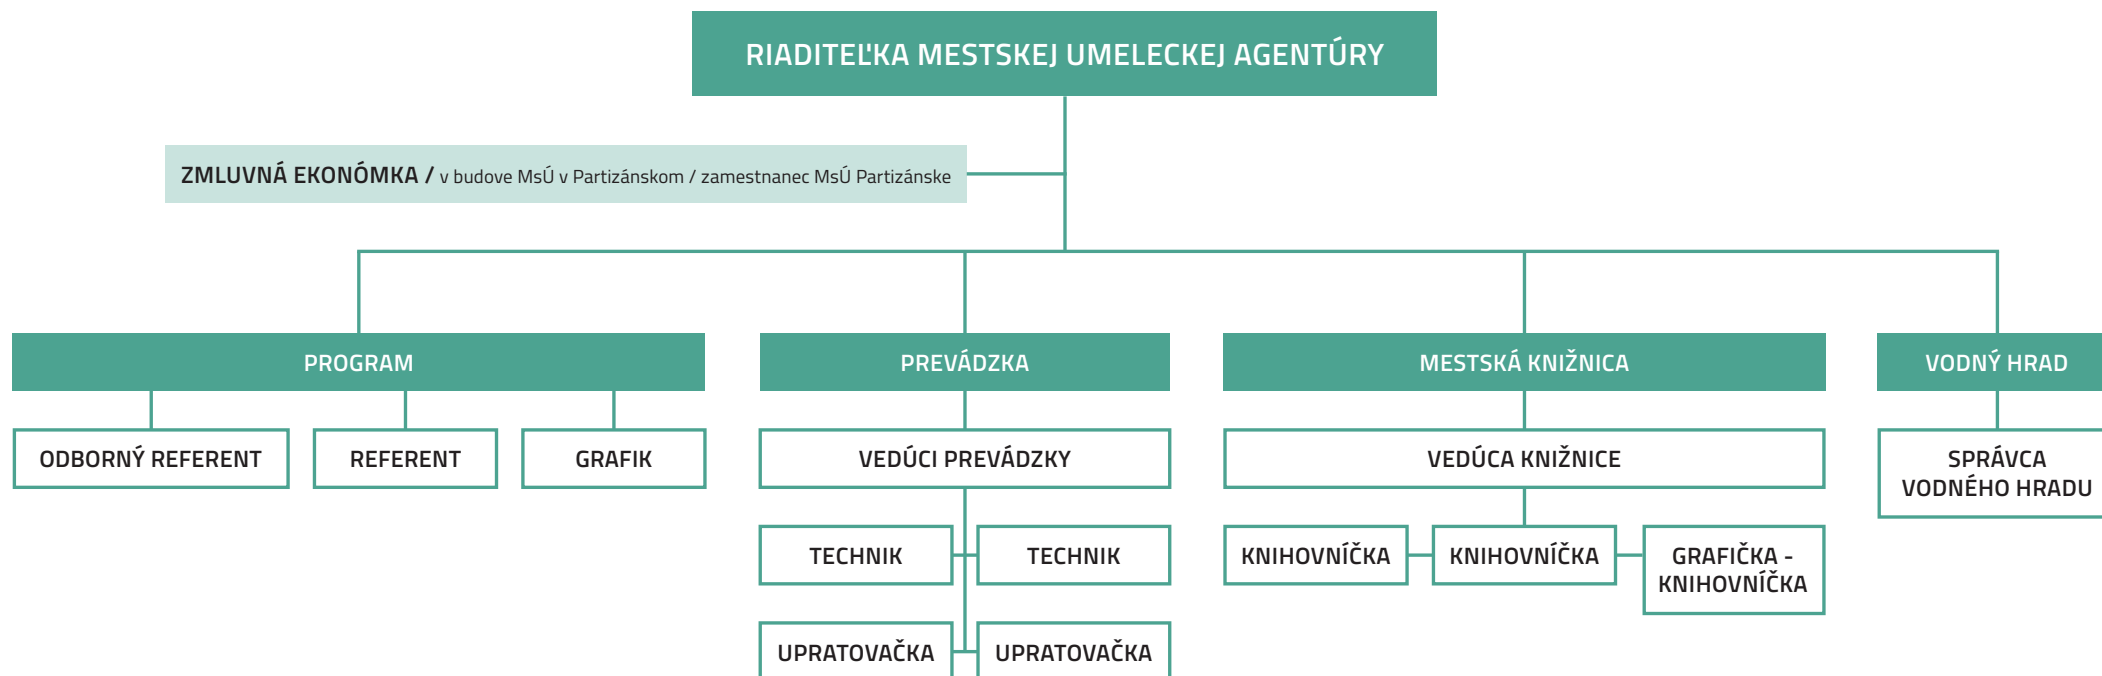 RIADITEĽKA MESTSKEJ UMELECKEJ AGENTÚRY
ZMLUVNÁ EKONÓMKA / v budove MsÚ v Partizánskom / zamestnanec MsÚ Partizánske
PROGRAM
PREVÁDZKA
MESTSKÁ KNIŽNICA
VODNÝ HRAD
ODBORNÝ REFERENT
REFERENT
GRAFIK
VEDÚCI PREVÁDZKY
VEDÚCA KNIŽNICE
SPRÁVCA
VODNÉHO HRADU
TECHNIK
TECHNIK
KNIHOVNÍČKA
KNIHOVNÍČKA
GRAFIČKA -
KNIHOVNÍČKA
UPRATOVAČKA
UPRATOVAČKA